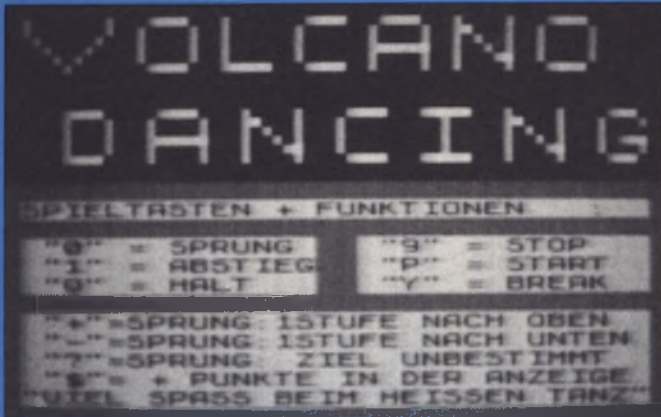 VOLCANO
DANCING
SPIELTASTEN + FUNKTIONEN
"0" = SPRUNG
"1" = ABSTIEG
"Q" = HALT
"9" = STOP
"P" = START
"Y" = BREAK
"+"=SPRUNG 1STUFE NACH OBEN
"-"=SPRUNG 1STUFE NACH UNTEN
"?"=SPRUNG ZIEL UNBESTIMMT
"$"= + PUNKTE IN DER ANZEIGE
"VIEL SPASS BEIM HEISSEN TANZ"